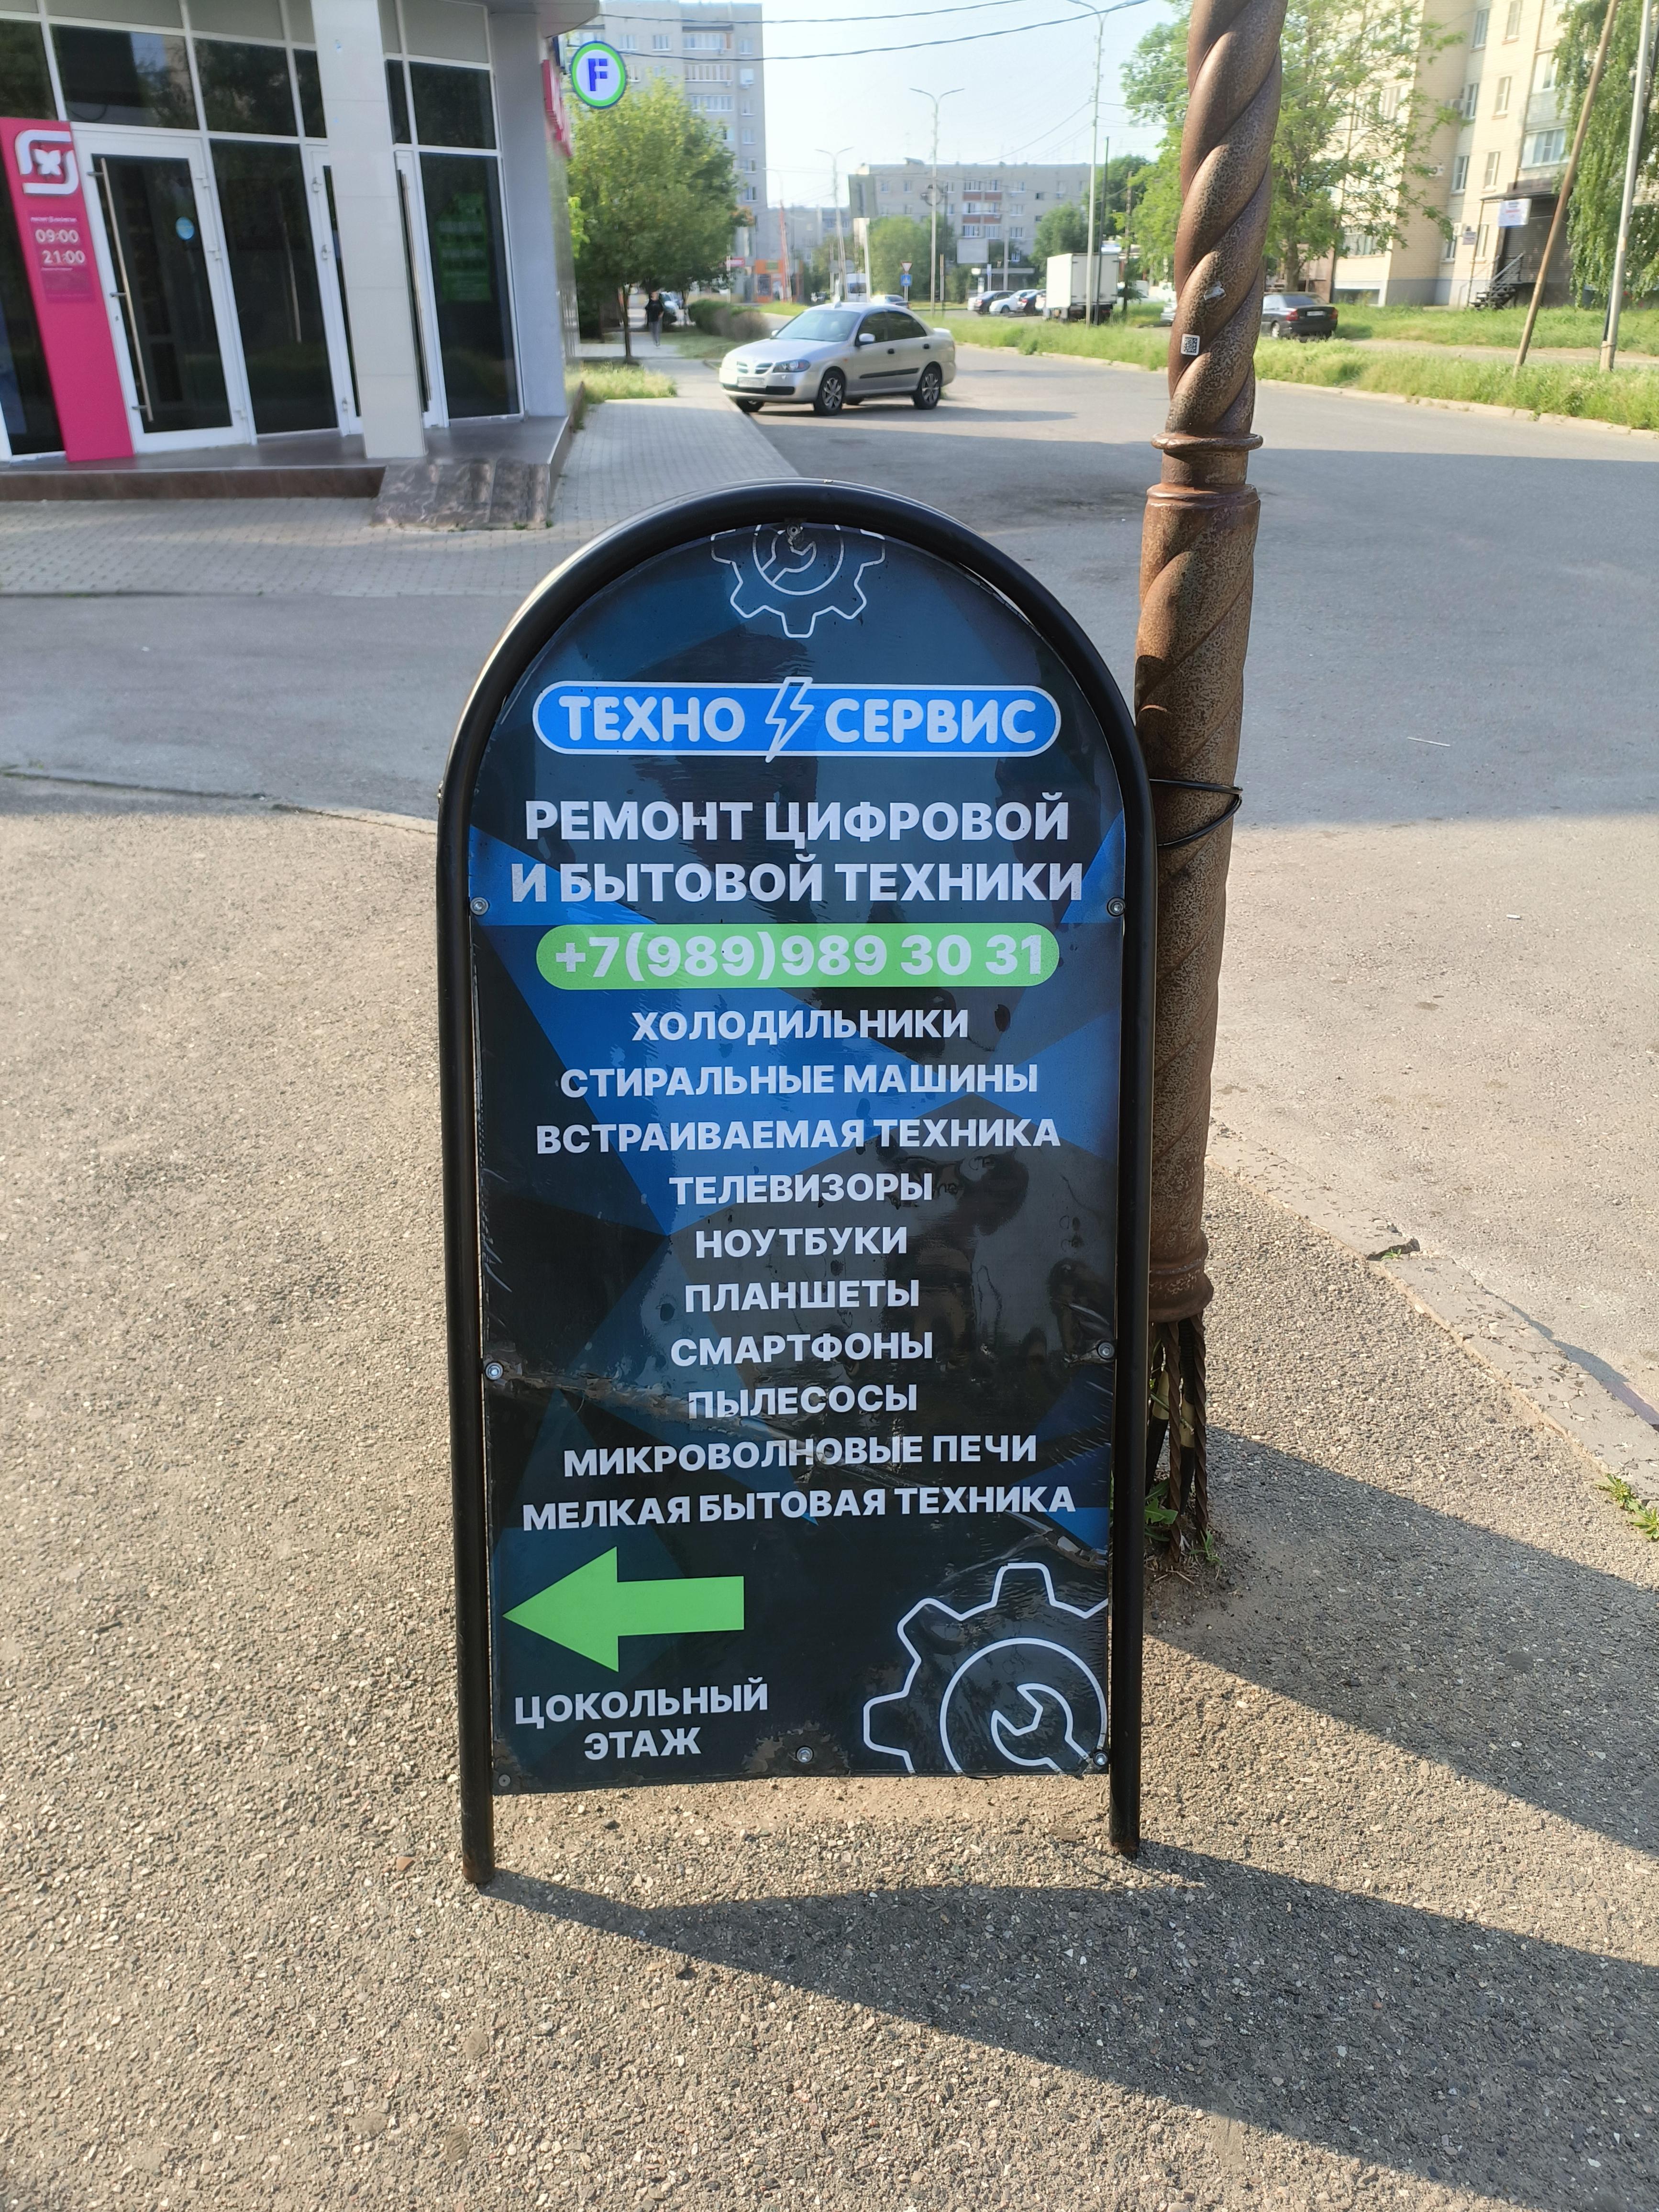 F
09:00
21:00
ТЕХНО СЕРВИС
РЕМОНТ ЦИФРОВОЙ
И БЫТОВОЙ ТЕХНИКИ
+7(989)989 30 31
ХОЛОДИЛЬНИКИ
СТИРАЛЬНЫЕ МАШИНЫ
ВСТРАИВАЕМАЯ ТЕХНИКА
ТЕЛЕВИЗОРЫ
НОУТБУКИ
ПЛАНШЕТЫ
СМАРТФОНЫ
ПЫЛЕСОСЫ
МИКРОВОЛНОВЫЕ ПЕЧИ
МЕЛКАЯ БЫТОВАЯ ТЕХНИКА
ЦОКОЛЬНЫЙ
ЭТАЖ